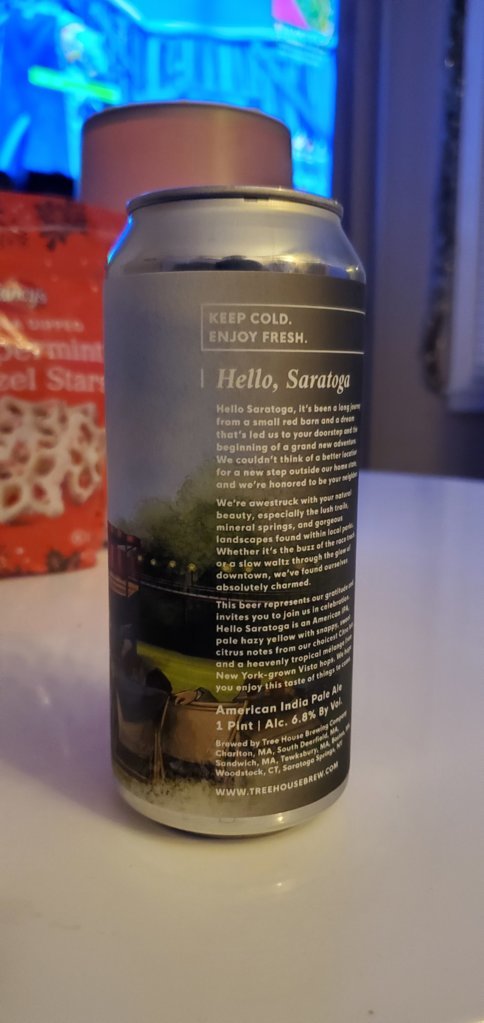 KEEP COLD.
ENJOY FRESH.
Hello, Saratoga
Hello Saratoga, it's been a long journey
from a small red barn and a dream
that's led us to your doorstep and the
beginning of a grand new adventure.
We couldn't think of a better location
for a new step outside our home state,
and we're honored to be your neighbor.
We're awestruck with your natural
beauty, especially the lush trails,
mineral springs, and gorgeous
landscapes found within local parks.
Whether it's the buzz of the race track
or a slow waltz through the glow of
downtown, we've found ourselves
absolutely charmed.
This beer represents our gratitude and
invites you to join us in celebration.
Hello Saratoga is an American IPA,
pale hazy yellow with snappy, sweet
citrus notes from our choicest Citra
and a heavenly tropical melange
New York-grown Vista hops. We hope
you enjoy this taste of things to come!
American India Pale Ale
1 Pint | Alc. 6.8% By Vol.
Brewed by Tree House Brewing Company
Charlton, MA, South Deerfield, MA,
Sandwich, MA, Tewksbury, MA,
Woodstock, CT, Saratoga Springs, NY
WWW.TREEHOUSEBREW.COM
DIPPED
Stars